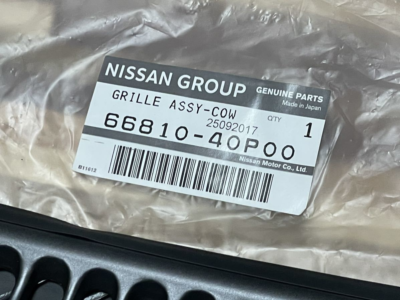 NISSAN GROUP GENUINE PARTS
Made in Japan
GRILLE ASSY-COW QTY 1
25092017
66810-40P00
Nissan Motor Co., Ltd.